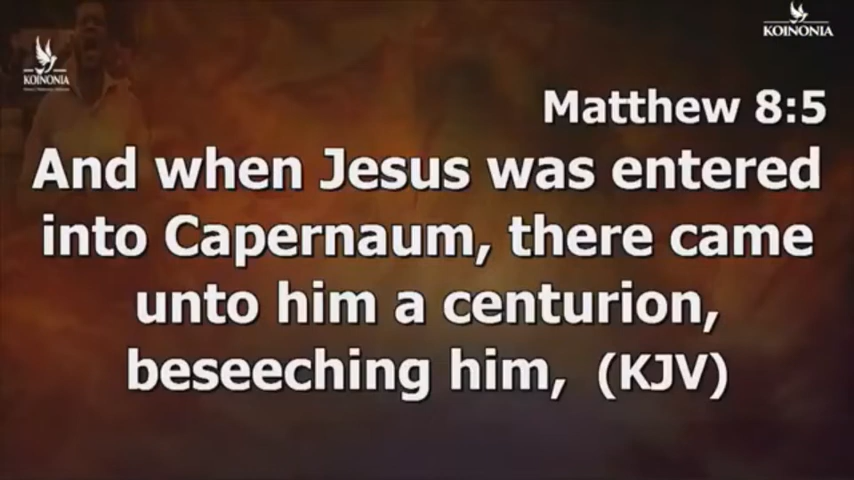 KOINONIA
KOINONIA
Matthew 8:5
And when Jesus was entered
into Capernaum, there came
unto him a centurion,
beseeching him, (KJV)